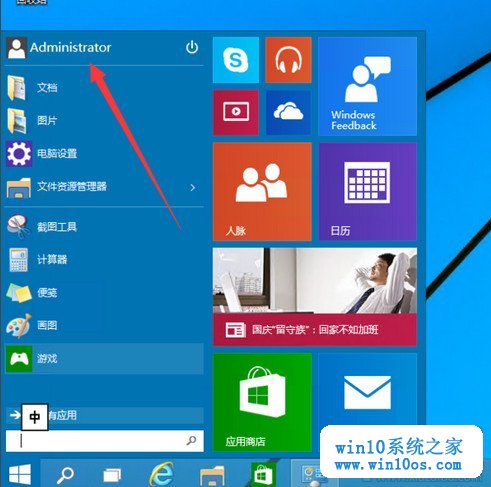 回收站
Administrator
文档
图片
电脑设置
文件资源管理器
截图工具
计算器
便笺
画图
游戏
中
有应用
Windows
Feedback
人脉
日历
国庆"留守族"：回家不如加班
应用商店
win10系统之家
www.win10os.com